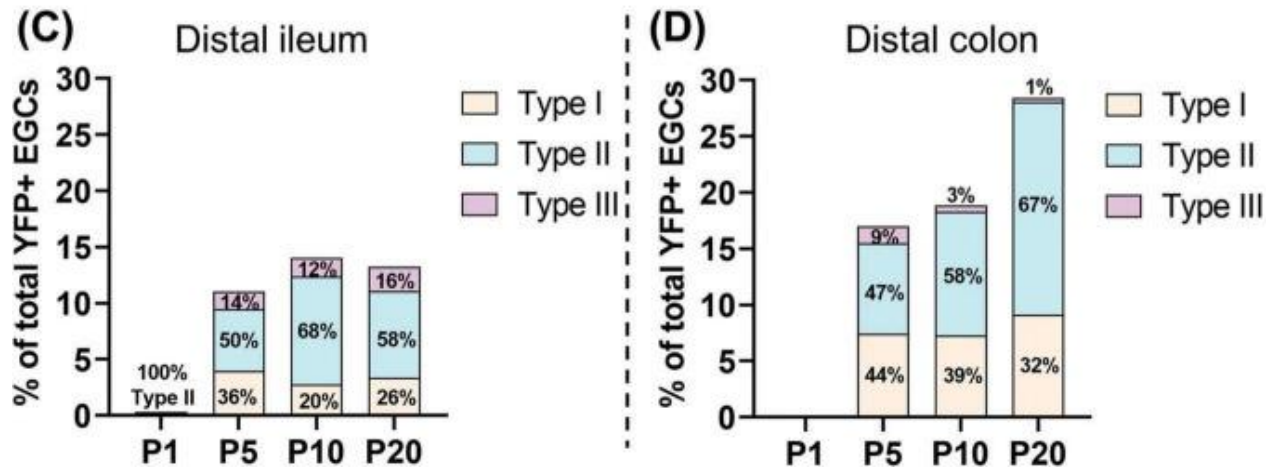 (C)
Distal ileum
% of total YFP+ EGCs
30
25
20
15
10
5
0
100%
Type II
14%
50%
36%
12%
68%
20%
16%
58%
26%
P1 P5 P10 P20
Type I
Type II
Type III
(D)
Distal colon
% of total YFP+ EGCs
30
25
20
15
10
5
0
9%
47%
44%
3%
58%
39%
1%
67%
32%
P1 P5 P10 P20
Type I
Type II
Type III